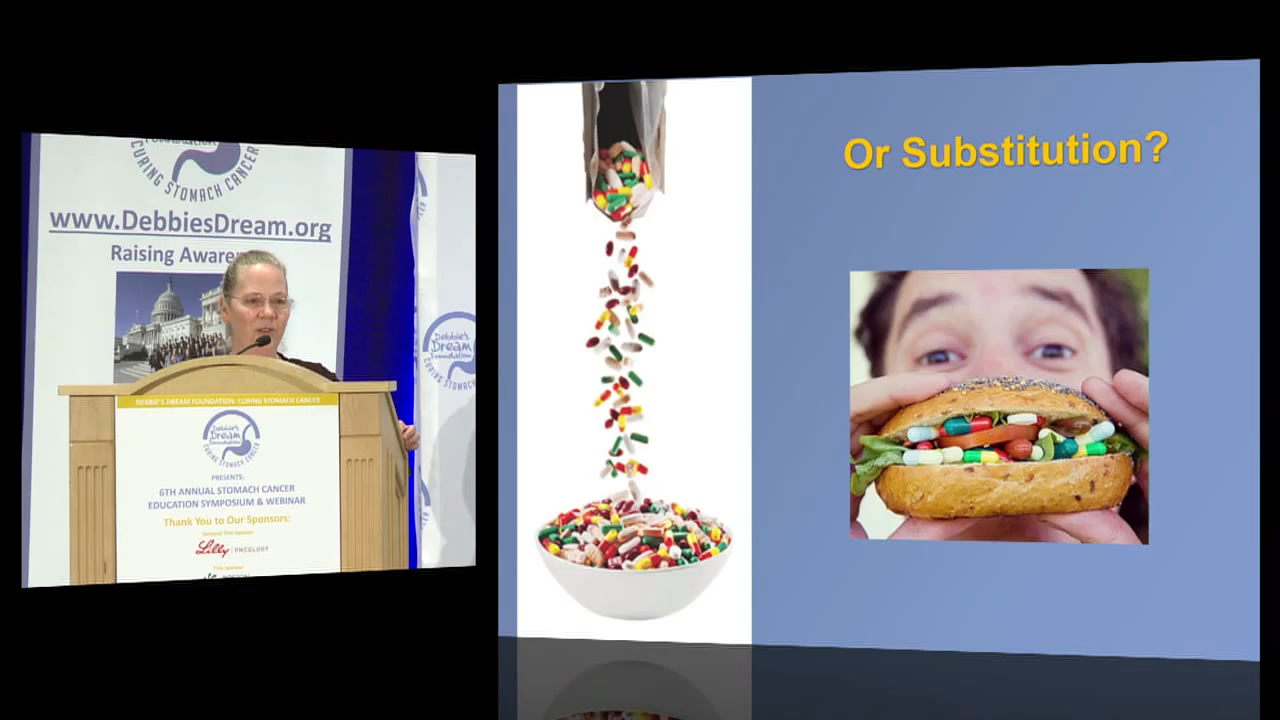 CURING STOMACH CANCER
www.DebbiesDream.org
Raising Aware
Debbie's
Dream
Foundation
CURING STOMACH
DEBBIE'S DREAM FOUNDATION: CURING STOMACH CANCER
Debbie's
Dream
Foundation
CURING STOMACH CANCER
PRESENTS:
6TH ANNUAL STOMACH CANCER
EDUCATION SYMPOSIUM & WEBINAR
Thank You to Our Sponsors:
Lilly | ONCOLOGY
Or Substitution?